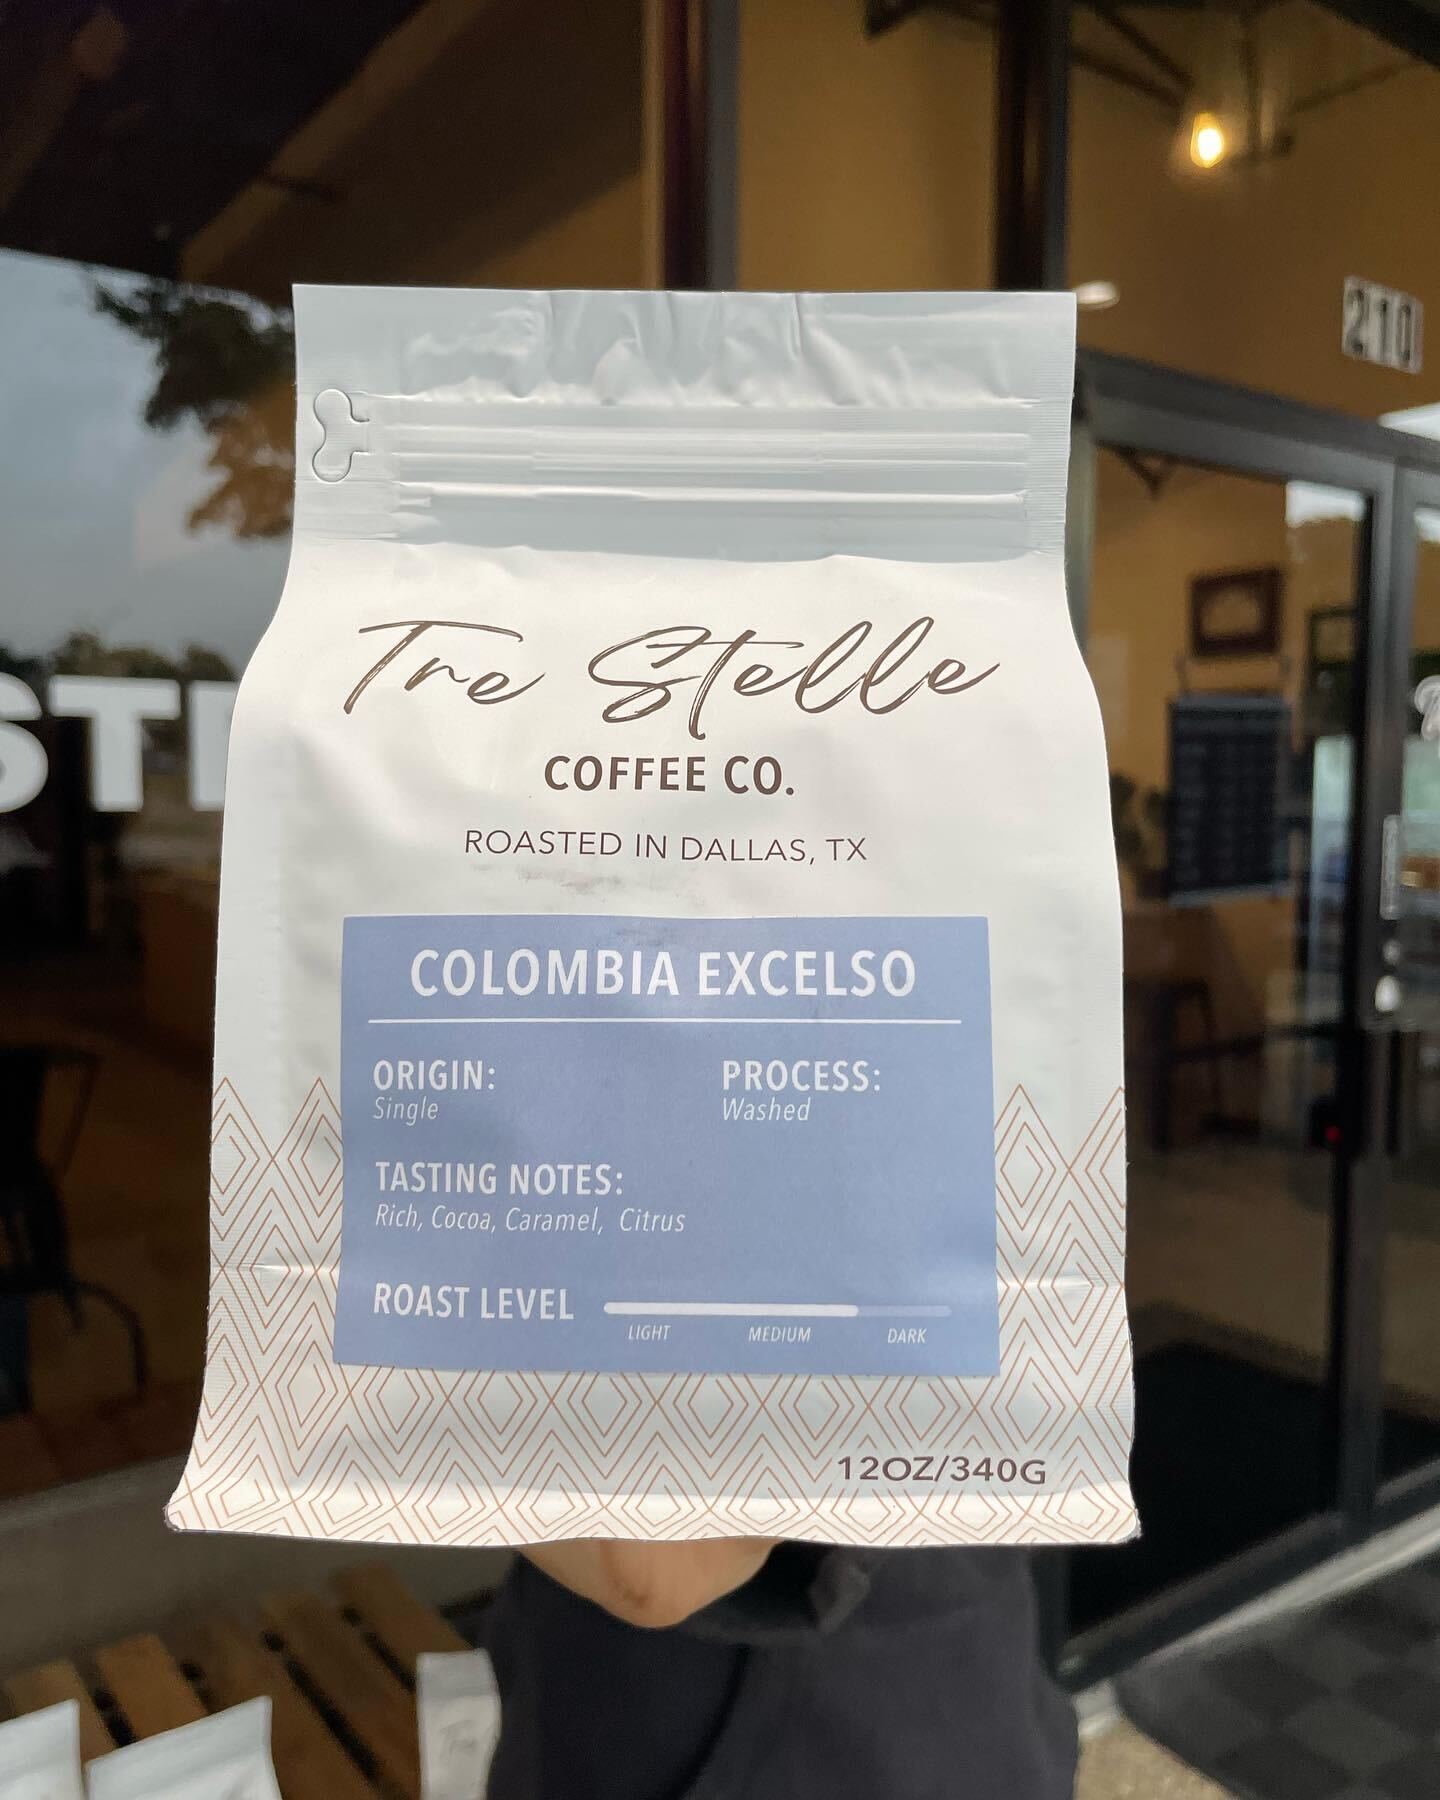 210
STE
Tre Stelle
COFFEE CO.
ROASTED IN DALLAS, TX
COLOMBIA EXCELSO
ORIGIN:
Single
PROCESS:
Washed
TASTING NOTES:
Rich, Cocoa, Caramel, Citrus
ROAST LEVEL
LIGHT MEDIUM DARK
12OZ/340G